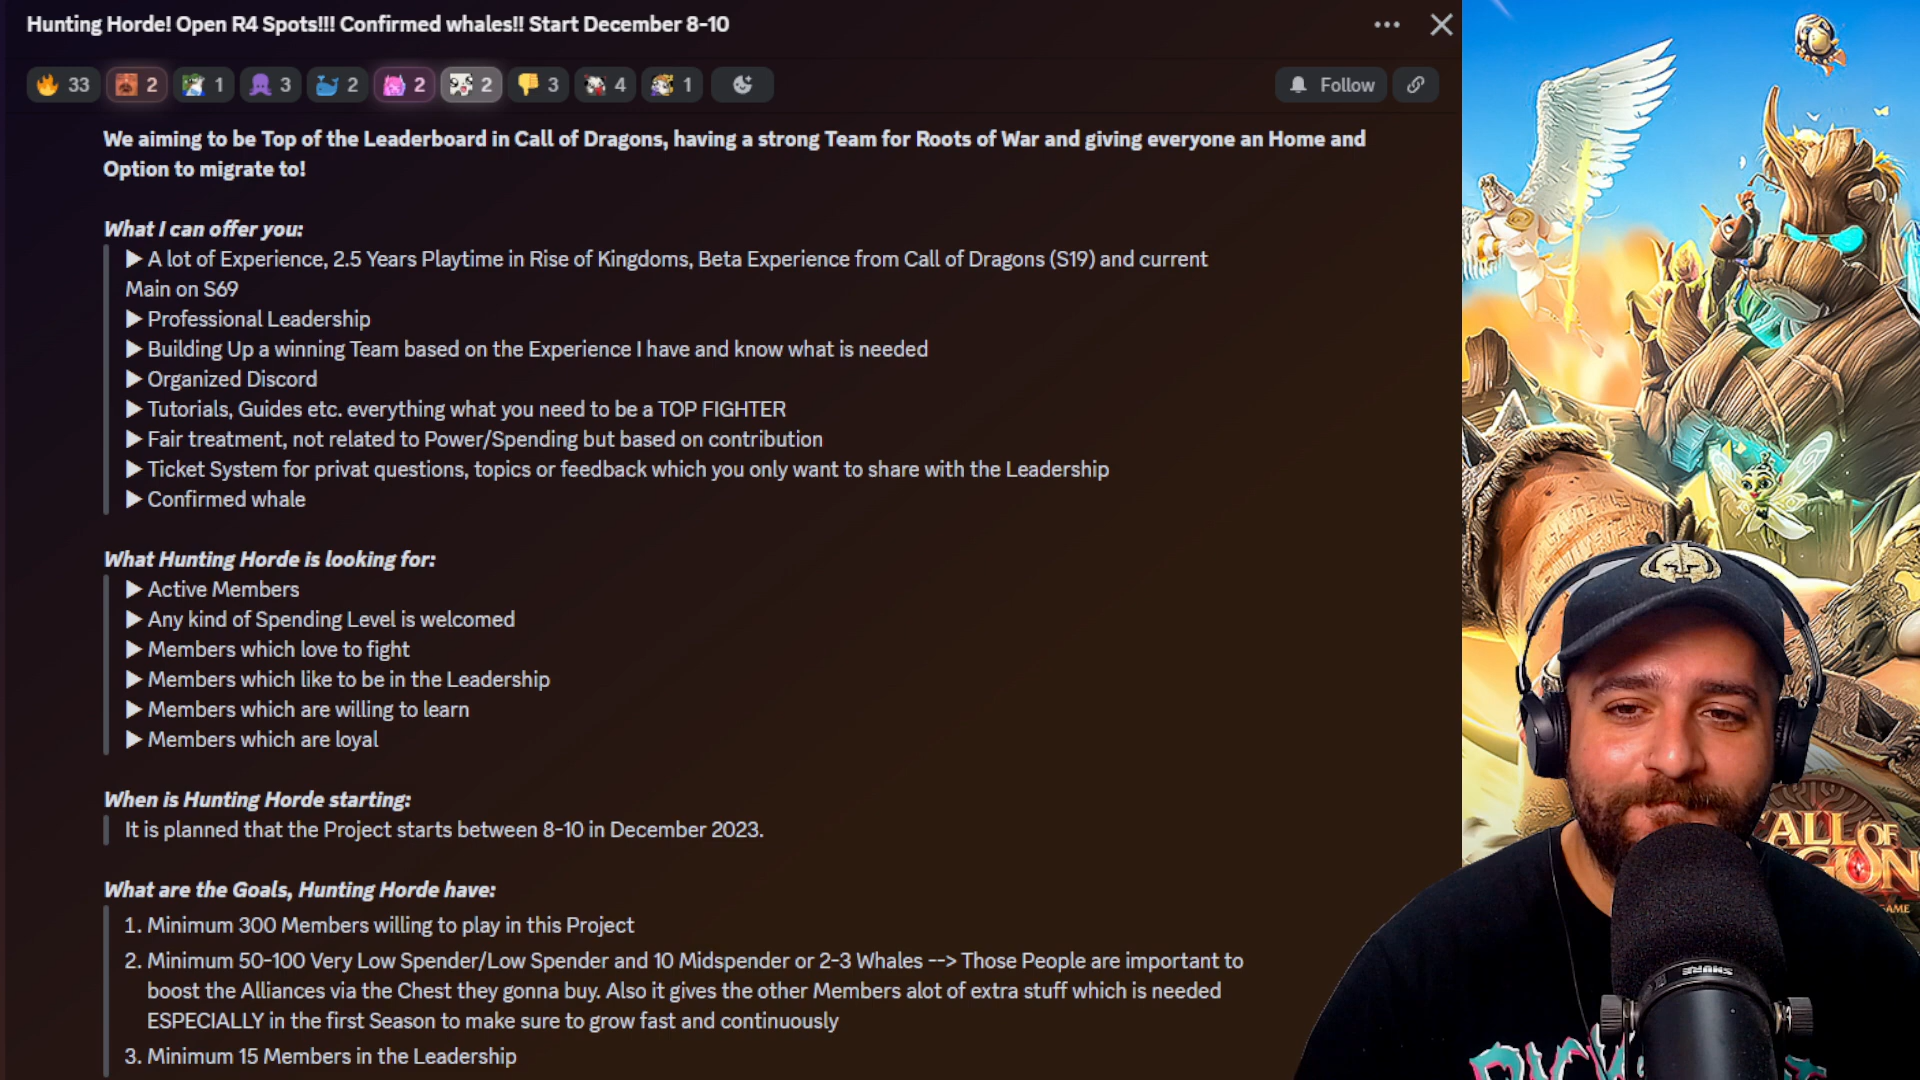 Hunting Horde! Open R4 Spots!!! Confirmed whales!! Start December 8-10
33 2 1 3 2 2 2 3 4 1
Follow
We aiming to be Top of the Leaderboard in Call of Dragons, having a strong Team for Roots of War and giving everyone an Home and
Option to migrate to!
What I can offer you:
▶ A lot of Experience, 2.5 Years Playtime in Rise of Kingdoms, Beta Experience from Call of Dragons (S19) and current
Main on S69
▶ Professional Leadership
▶ Building Up a winning Team based on the Experience I have and know what is needed
▶ Organized Discord
▶ Tutorials, Guides etc. everything what you need to be a TOP FIGHTER
▶ Fair treatment, not related to Power/Spending but based on contribution
▶ Ticket System for privat questions, topics or feedback which you only want to share with the Leadership
▶ Confirmed whale
What Hunting Horde is looking for:
▶ Active Members
▶ Any kind of Spending Level is welcomed
▶ Members which love to fight
▶ Members which like to be in the Leadership
▶ Members which are willing to learn
▶ Members which are loyal
When is Hunting Horde starting:
It is planned that the Project starts between 8-10 in December 2023.
What are the Goals, Hunting Horde have:
1. Minimum 300 Members willing to play in this Project
2. Minimum 50-100 Very Low Spender/Low Spender and 10 Midspender or 2-3 Whales --> Those People are important to
boost the Alliances via the Chest they gonna buy. Also it gives the other Members alot of extra stuff which is needed
ESPECIALLY in the first Season to make sure to grow fast and continuously
3. Minimum 15 Members in the Leadership
CALL OF
SHURE